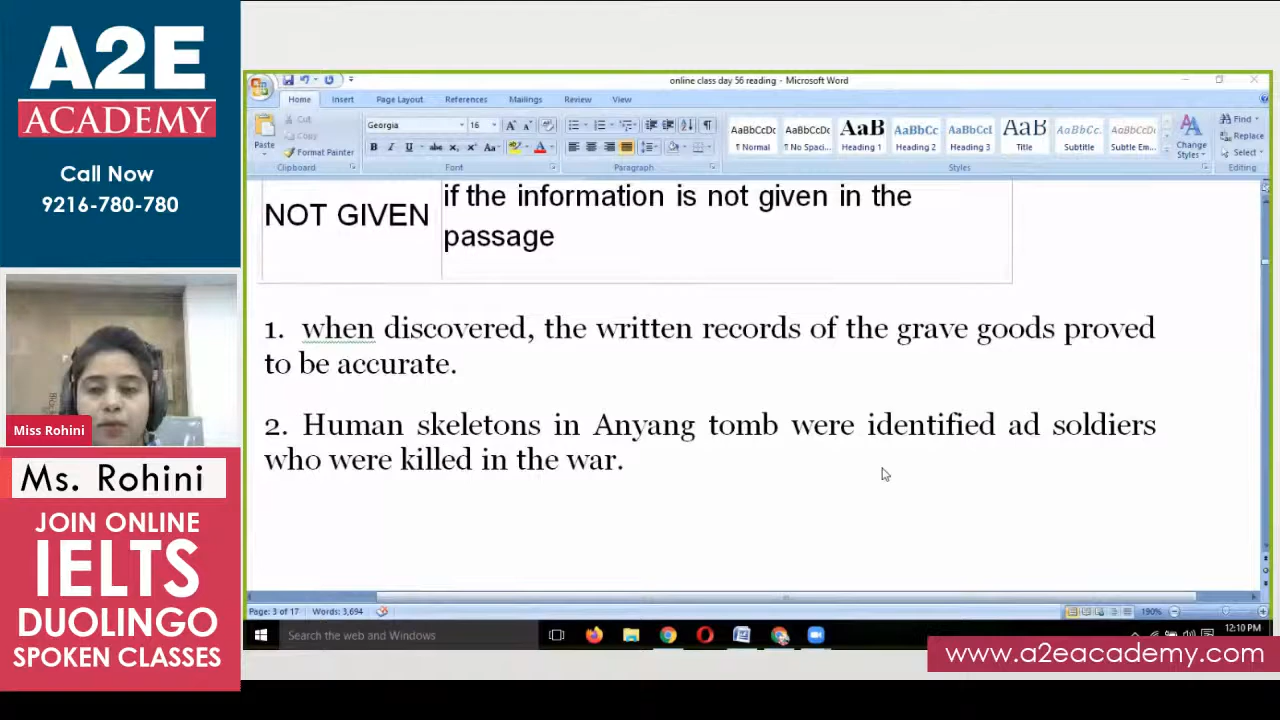 A2E
ACADEMY
Call Now
9216-780-780
Miss Rohini
Ms. Rohini
JOIN ONLINE
IELTS
DUOLINGO
SPOKEN CLASSES
online class day 56 reading - Microsoft Word
Home Insert Page Layout References Mailings Review View
Paste
Cut
Copy
Format Painter
Clipboard
Georgia 16
Font
Paragraph
AaBbCcDc AaBbCcDc AaB AaBbCc AaBbCcI AaB AaBbCc. AaBbCcDc
¶ Normal ¶ No Spaci... Heading 1 Heading 2 Heading 3 Title Subtitle Subtle Em...
Change
Styles
Styles
Find
Replace
Select
Editing
NOT GIVEN
if the information is not given in the
passage
1. when discovered, the written records of the grave goods proved
to be accurate.
2. Human skeletons in Anyang tomb were identified ad soldiers
who were killed in the war.
Page: 3 of 17 Words: 3,694
190%
Search the web and Windows
12:10 PM
www.a2eacademy.com